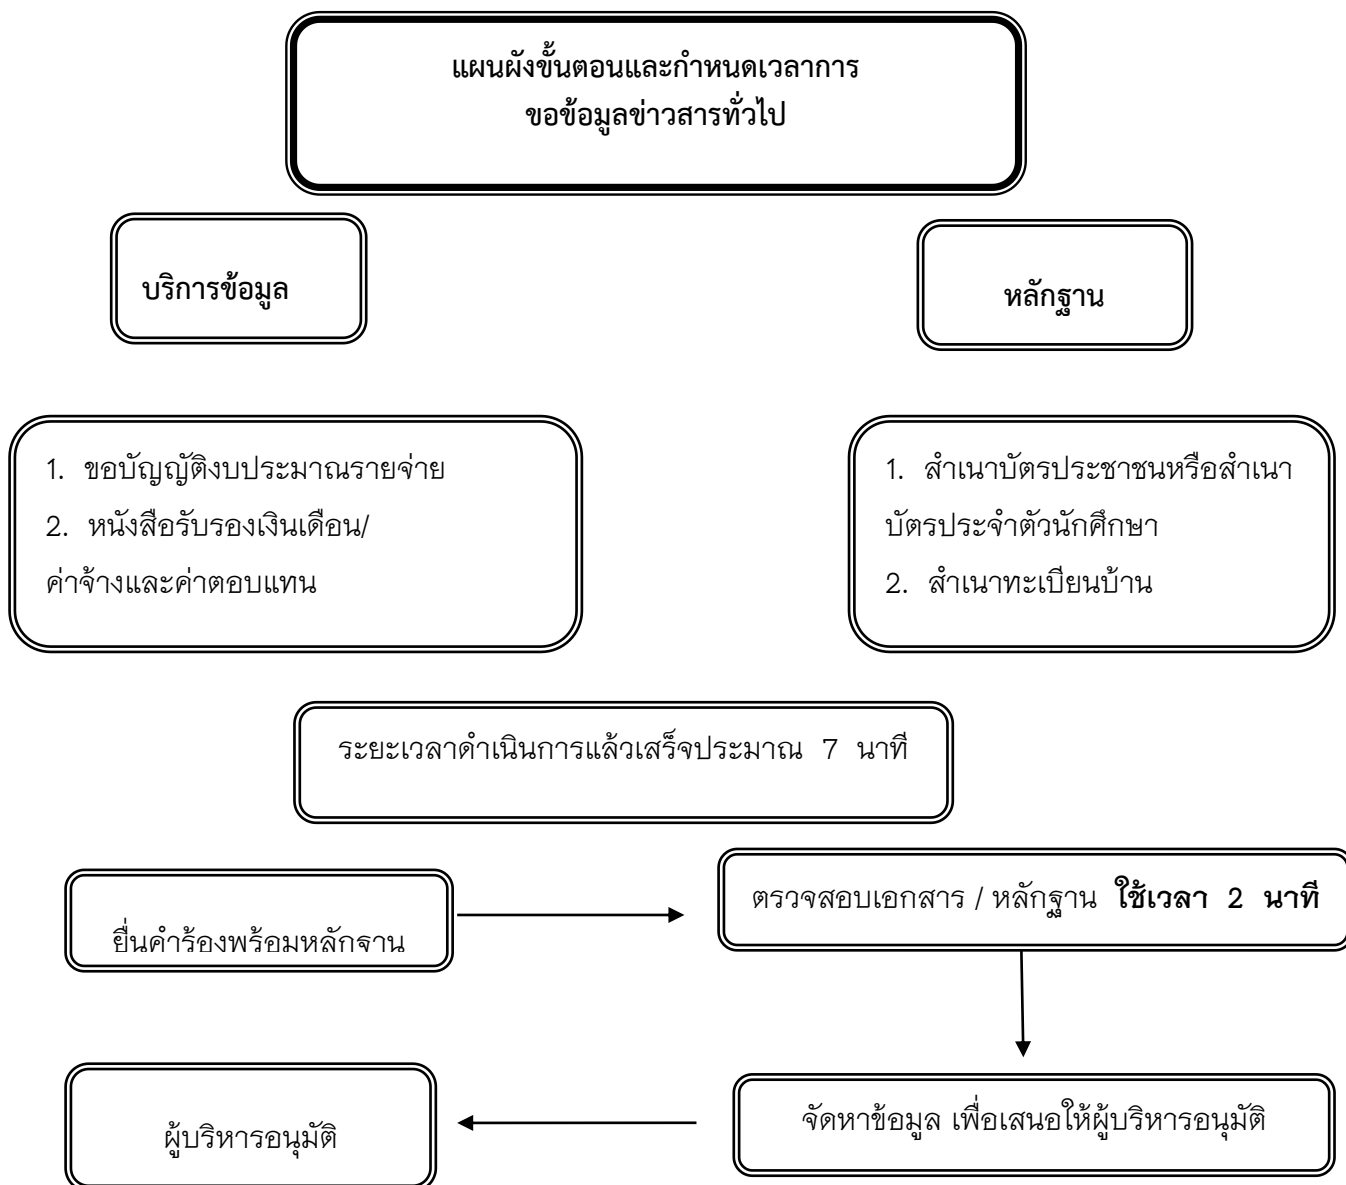 แผนผังขั้นตอนและกำหนดเวลาการ
ขอข้อมูลข่าวสารทั่วไป
บริการข้อมูล
หลักฐาน
1. ขอบัญญัติงบประมาณรายจ่าย
2. หนังสือรับรองเงินเดือน/
ค่าจ้างและค่าตอบแทน
1. สำเนาบัตรประชาชนหรือสำเนา
บัตรประจำตัวนักศึกษา
2. สำเนาทะเบียนบ้าน
ระยะเวลาดำเนินการแล้วเสร็จประมาณ 7 นาที
ยื่นคำร้องพร้อมหลักฐาน
ตรวจสอบเอกสาร / หลักฐาน ใช้เวลา 2 นาที
ผู้บริหารอนุมัติ
จัดหาข้อมูล เพื่อเสนอให้ผู้บริหารอนุมัติ